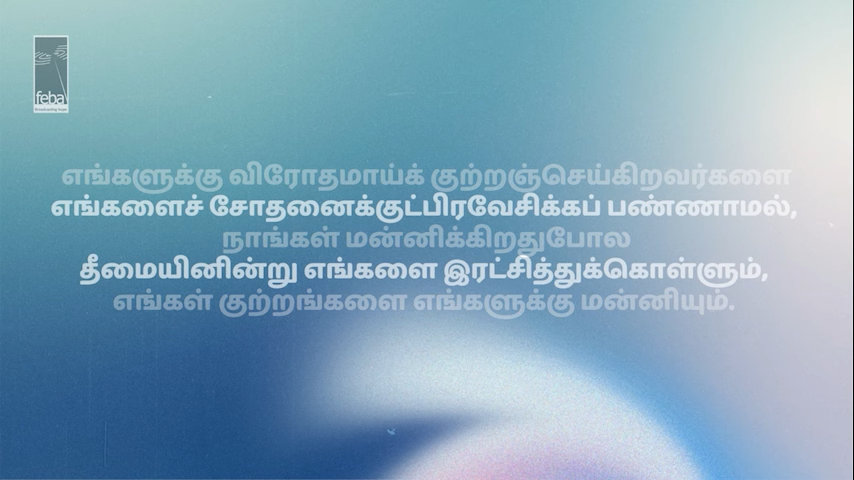 feba
எங்களுக்கு விரோதமாய்க் குற்றஞ்செய்கிறவர்களை
எங்களைச் சோதனைக்குட்பிரவேசிக்கப் பண்ணாமல்,
நாங்கள் மன்னிக்கிறதுபோல
தீமையினின்று எங்களை இரட்சித்துக்கொள்ளும்,
எங்கள் குற்றங்களை எங்களுக்கு மன்னியும்.